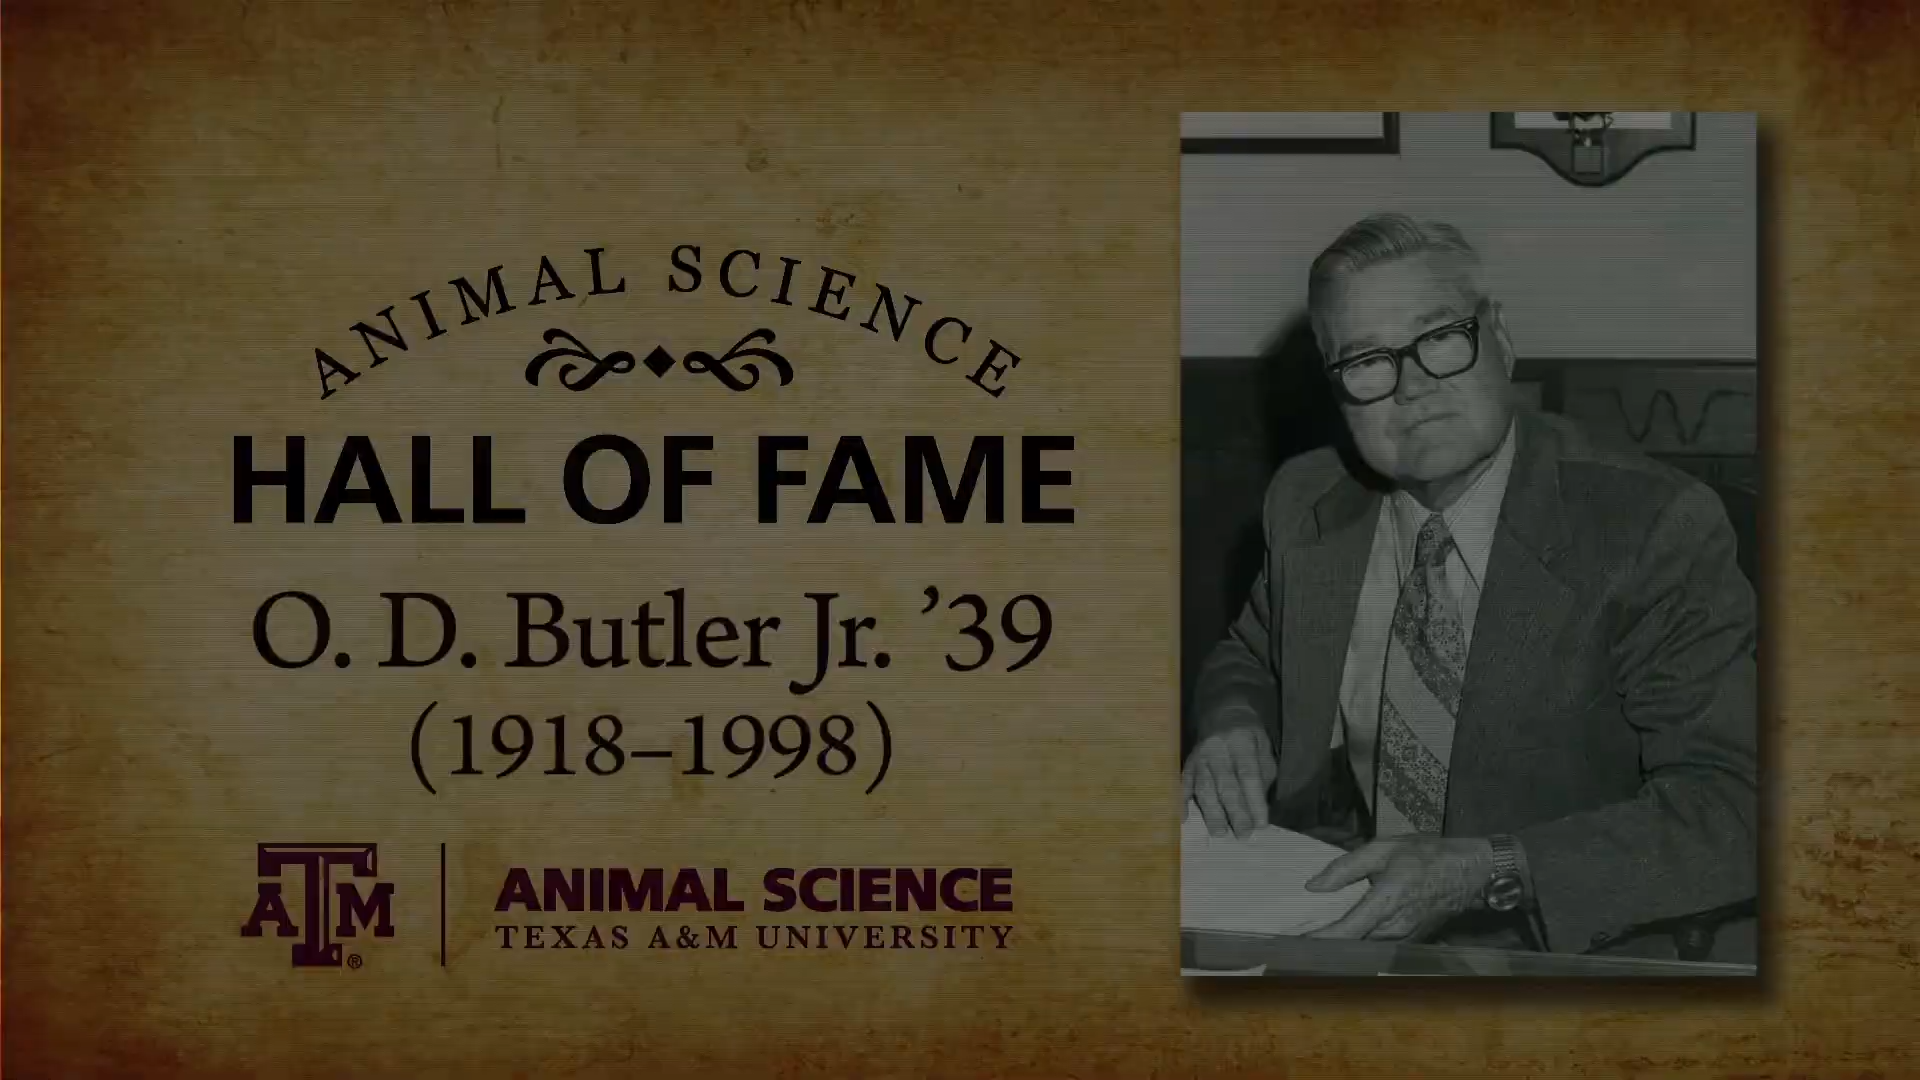 ANIMAL SCIENCE
HALL OF FAME
O. D. Butler Jr. ’39
(1918–1998)
ATM®
ANIMAL SCIENCE
TEXAS A&M UNIVERSITY